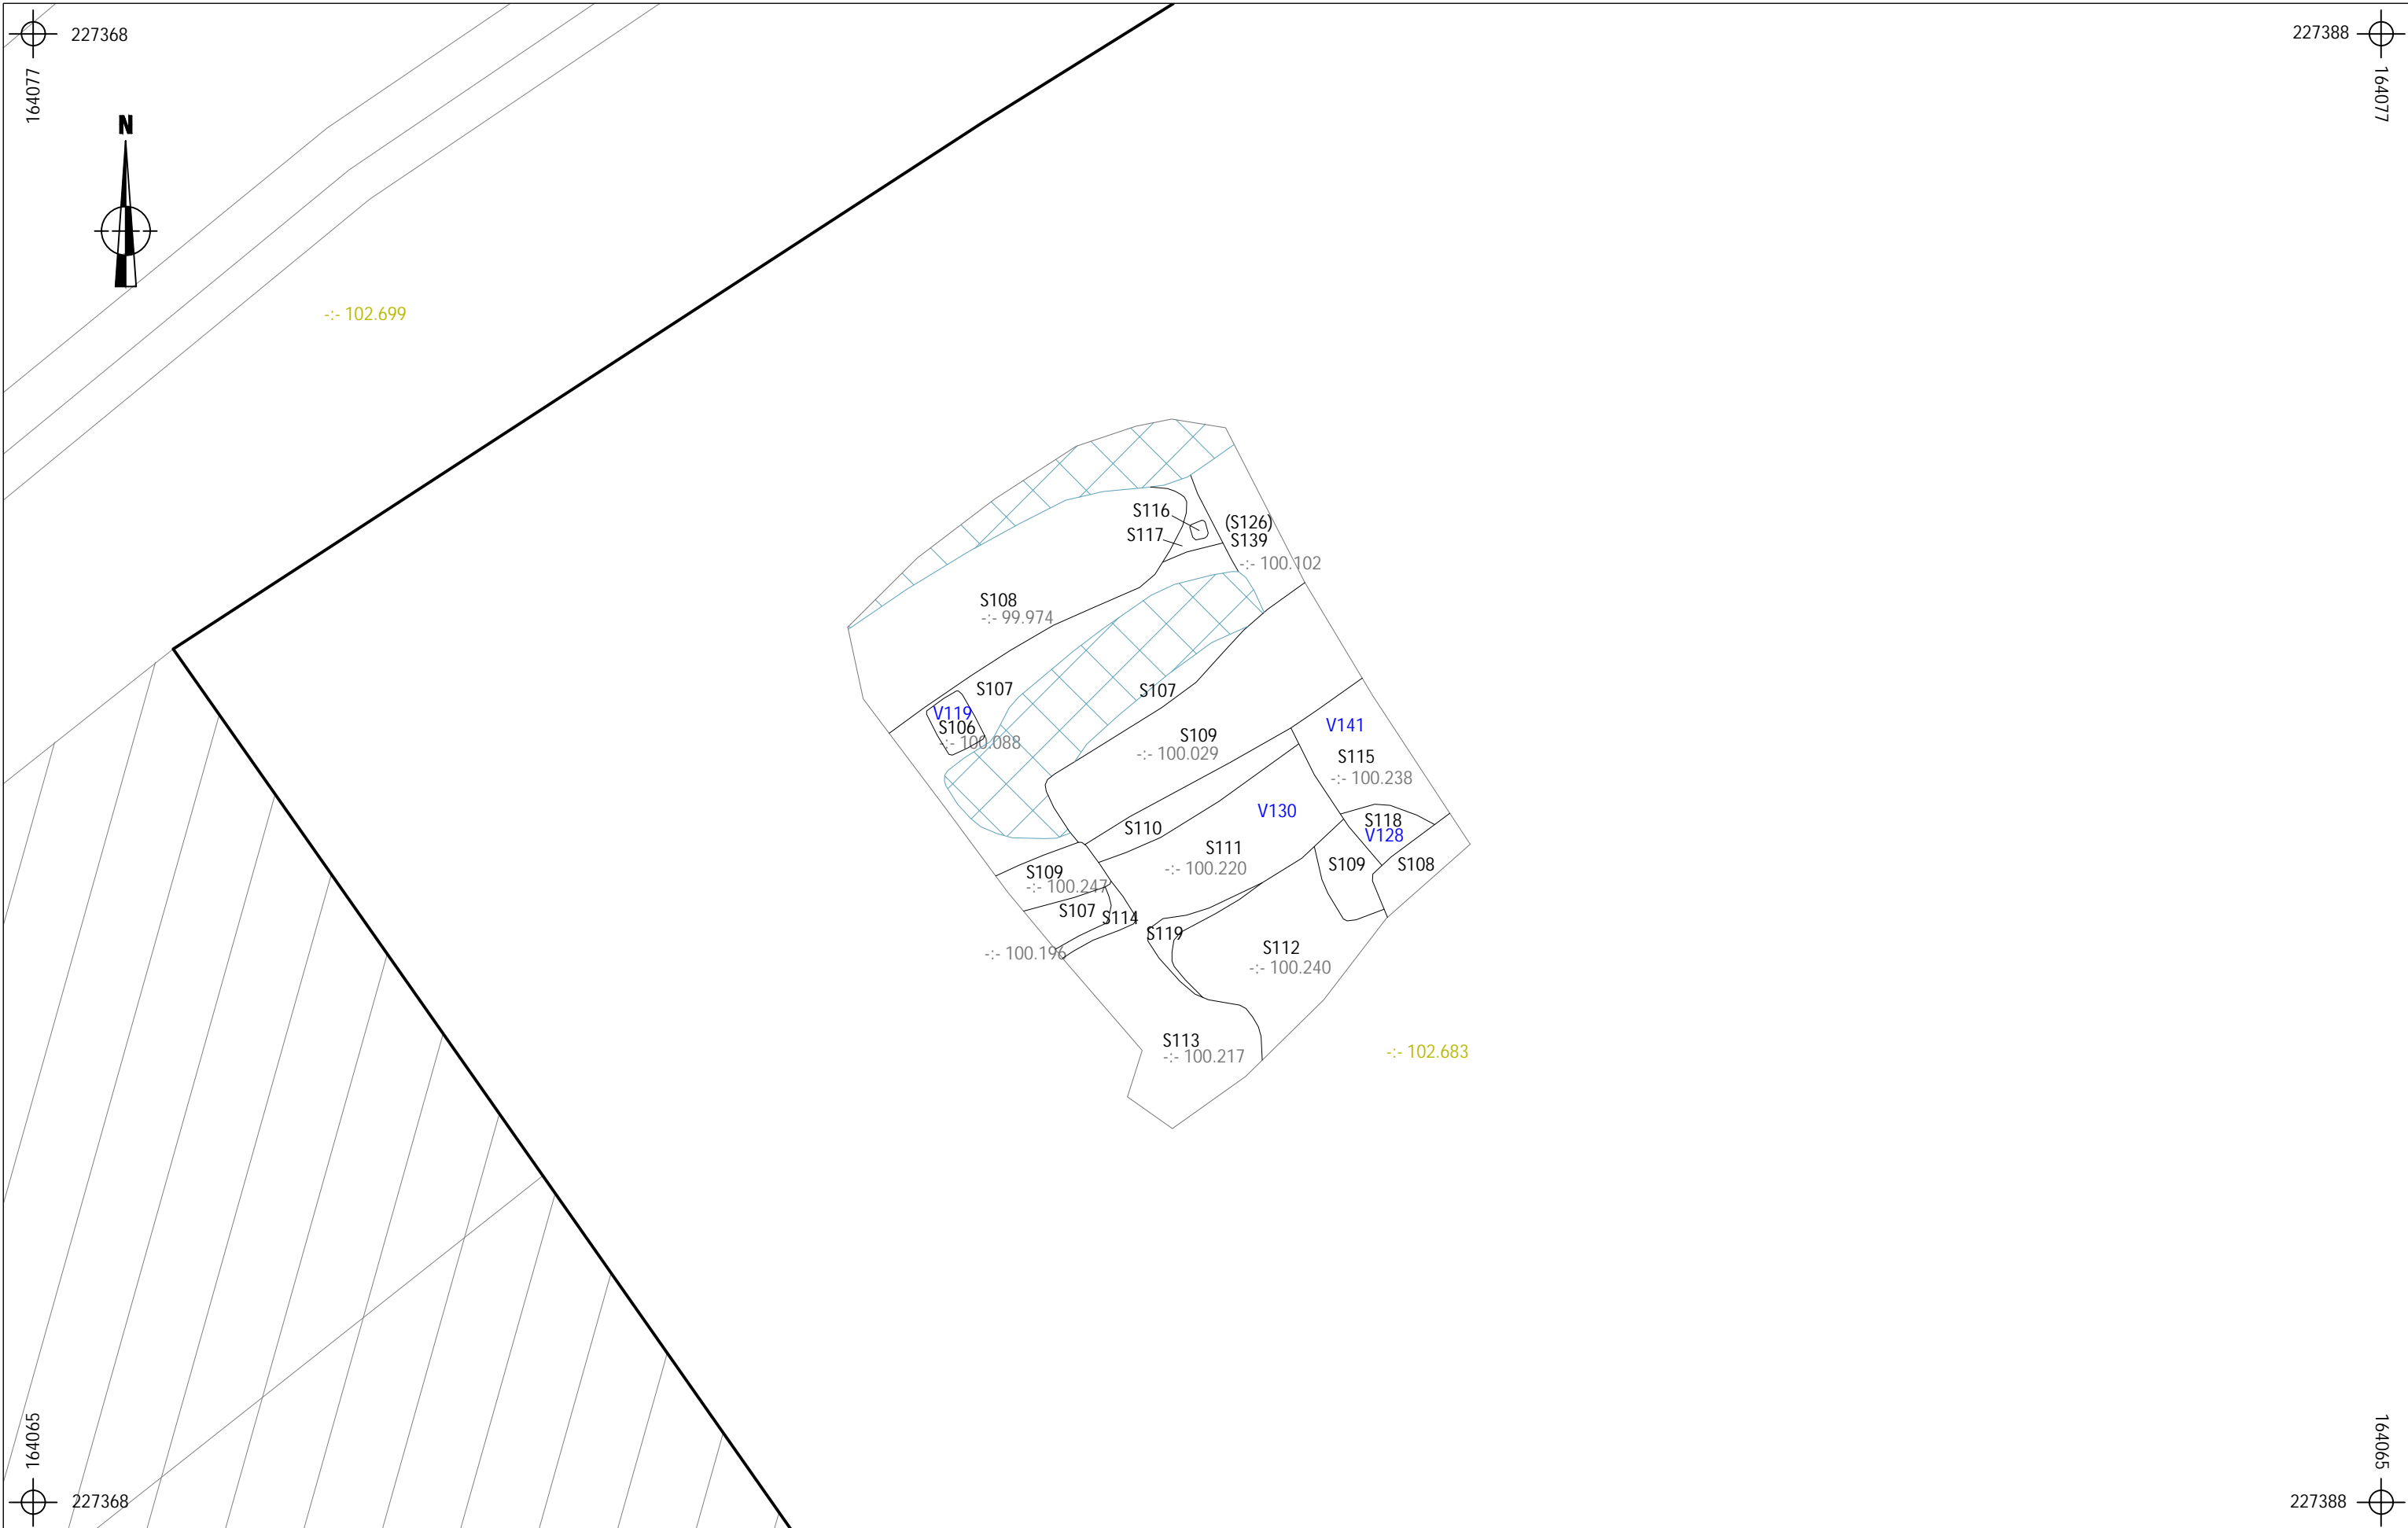 227368
227388
164077
164077
N
-:- 102.699
S116
(S126)
S117
S139
-:- 100.102
S108
-:- 99.974
S107
S107
V119
S106
-:- 100.088
V141
S109
-:- 100.029
S115
-:- 100.238
V130
S110
S118
V128
S111
-:- 100.220
S109
S108
S109
-:- 100.247
S107
S114
S119
-:- 100.196
S112
-:- 100.240
S113
-:- 100.217
-:- 102.683
164065
164065
227368
227388